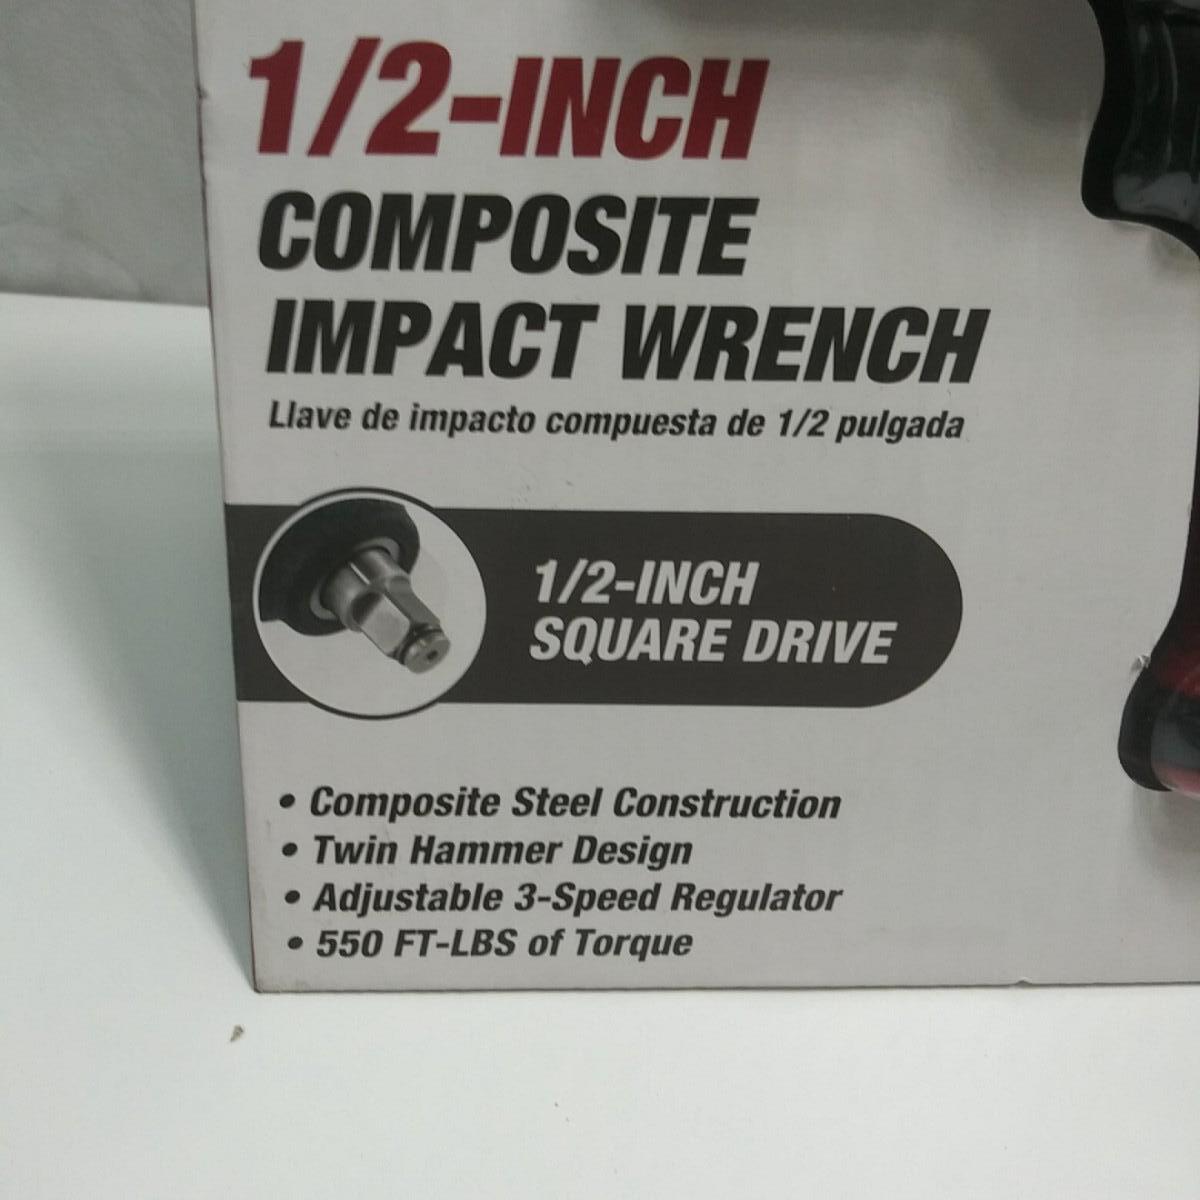 1/2-INCH
COMPOSITE
IMPACT WRENCH
Llave de impacto compuesta de 1/2 pulgada
1/2-INCH
SQUARE DRIVE
• Composite Steel Construction
• Twin Hammer Design
• Adjustable 3-Speed Regulator
• 550 FT-LBS of Torque